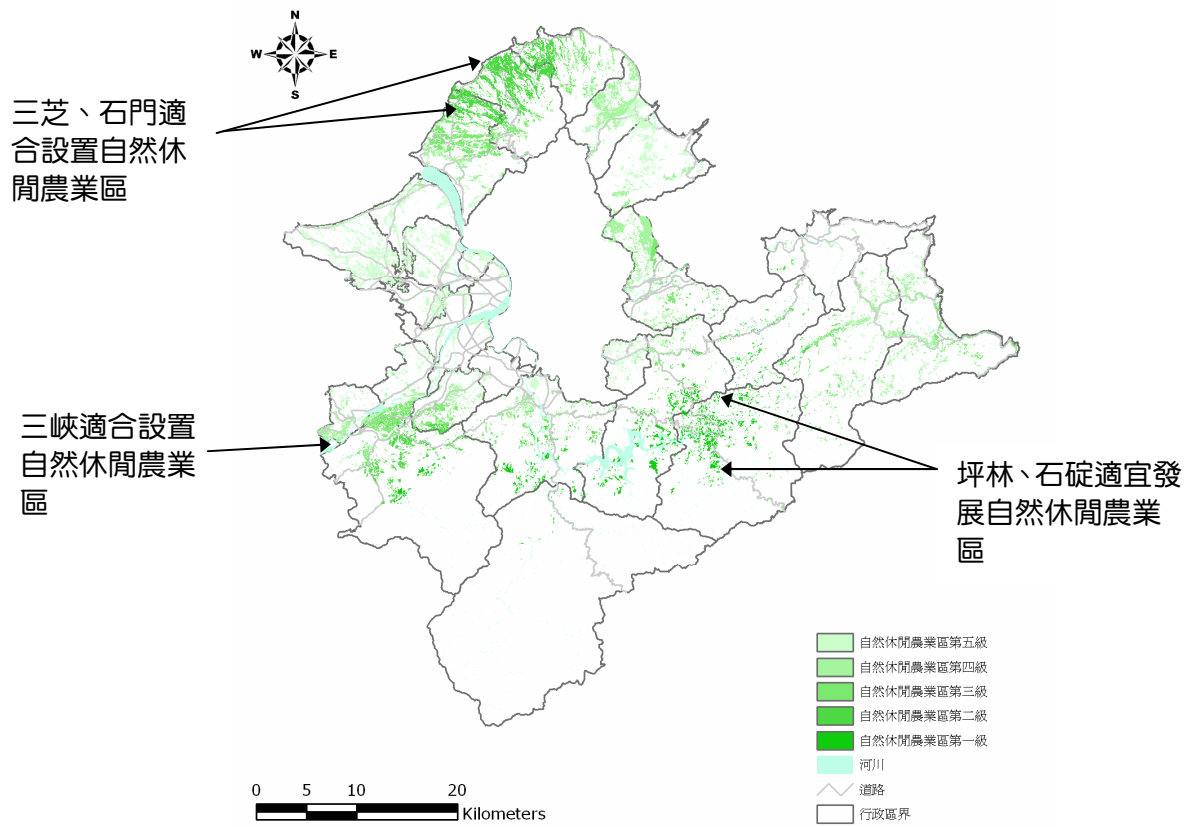 N
W E
S
三芝、石門適
合設置自然休
閒農業區
三峽適合設置
自然休閒農業
區
坪林、石碇適宜發
展自然休閒農業
區
自然休閒農業區第五級
自然休閒農業區第四級
自然休閒農業區第三級
自然休閒農業區第二級
自然休閒農業區第一級
河川
道路
行政區界
0 5 10 20
Kilometers